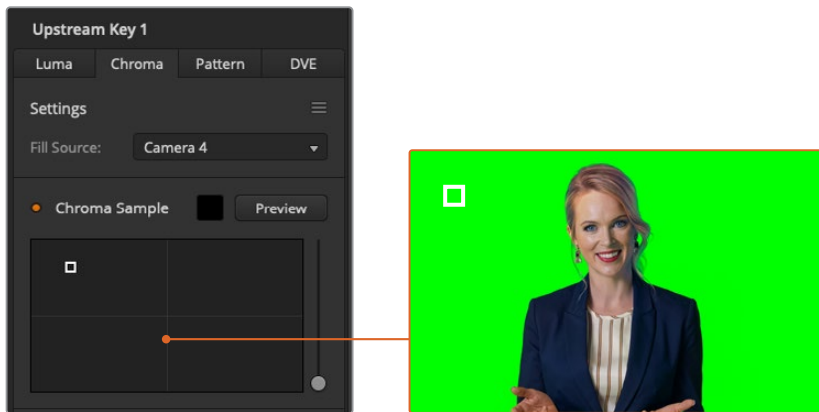 Upstream Key 1
Luma Chroma Pattern DVE
Settings
Fill Source: Camera 4
Chroma Sample Preview